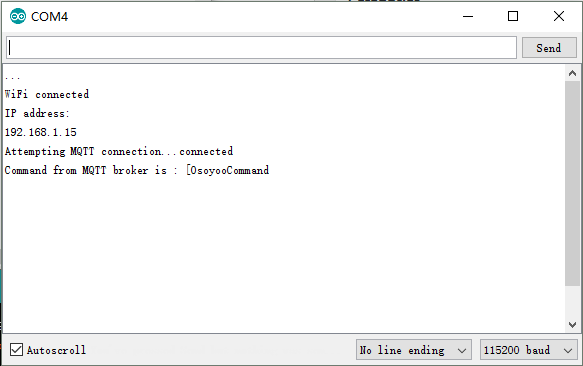 COM4
Send
...
WiFi connected
IP address:
192.168.1.15
Attempting MQTT connection...connected
Command from MQTT broker is : [OsoyooCommand
Autoscroll
No line ending
115200 baud